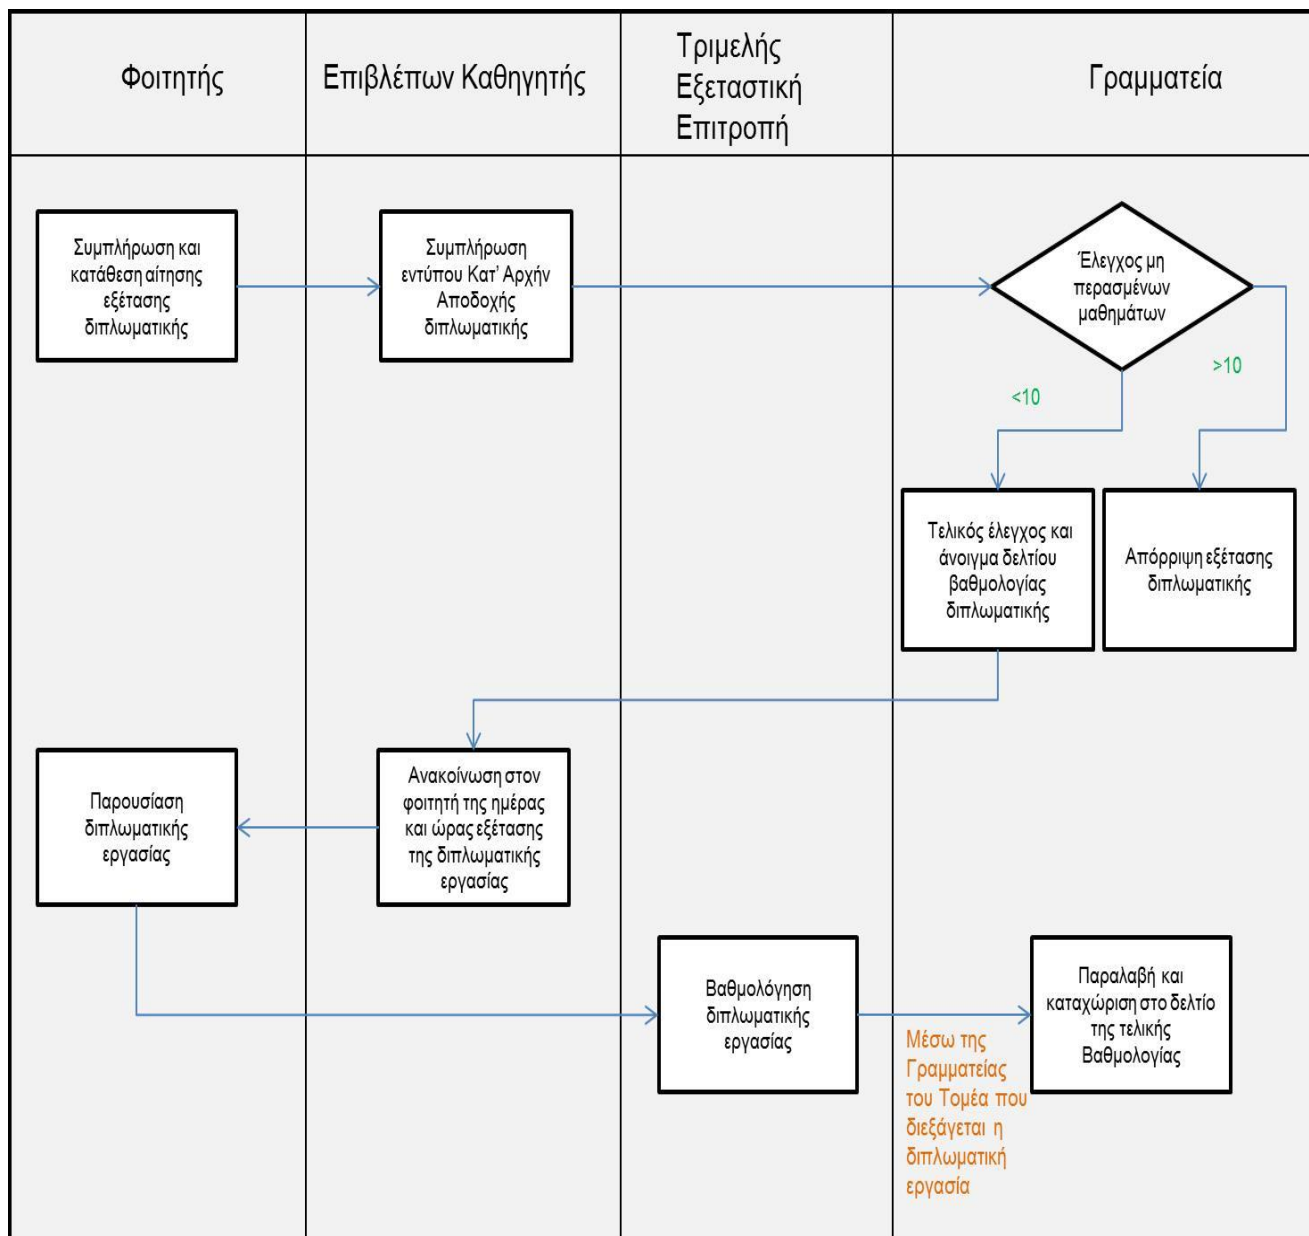 Φοιτητής
Επιβλέπων Καθηγητής
Τριμελής
Εξεταστική
Επιτροπή
Γραμματεία
Συμπλήρωση και
κατάθεση αίτησης
εξέτασης
διπλωματικής
Συμπλήρωση
εντύπου Κατ’ Αρχήν
Αποδοχής
διπλωματικής
Έλεγχος μη
περασμένων
μαθημάτων
<10
>10
Τελικός έλεγχος και
άνοιγμα δελτίου
βαθμολογίας
διπλωματικής
Απόρριψη εξέτασης
διπλωματικής
Παρουσίαση
διπλωματικής
εργασίας
Ανακοίνωση στον
φοιτητή της ημέρας
και ώρας εξέτασης
της διπλωματικής
εργασίας
Βαθμολόγηση
διπλωματικής
εργασίας
Μέσω της
Γραμματείας
του Τομέα που
διεξάγεται η
διπλωματική
εργασία
Παραλαβή και
καταχώριση στο δελτίο
της τελικής
Βαθμολογίας